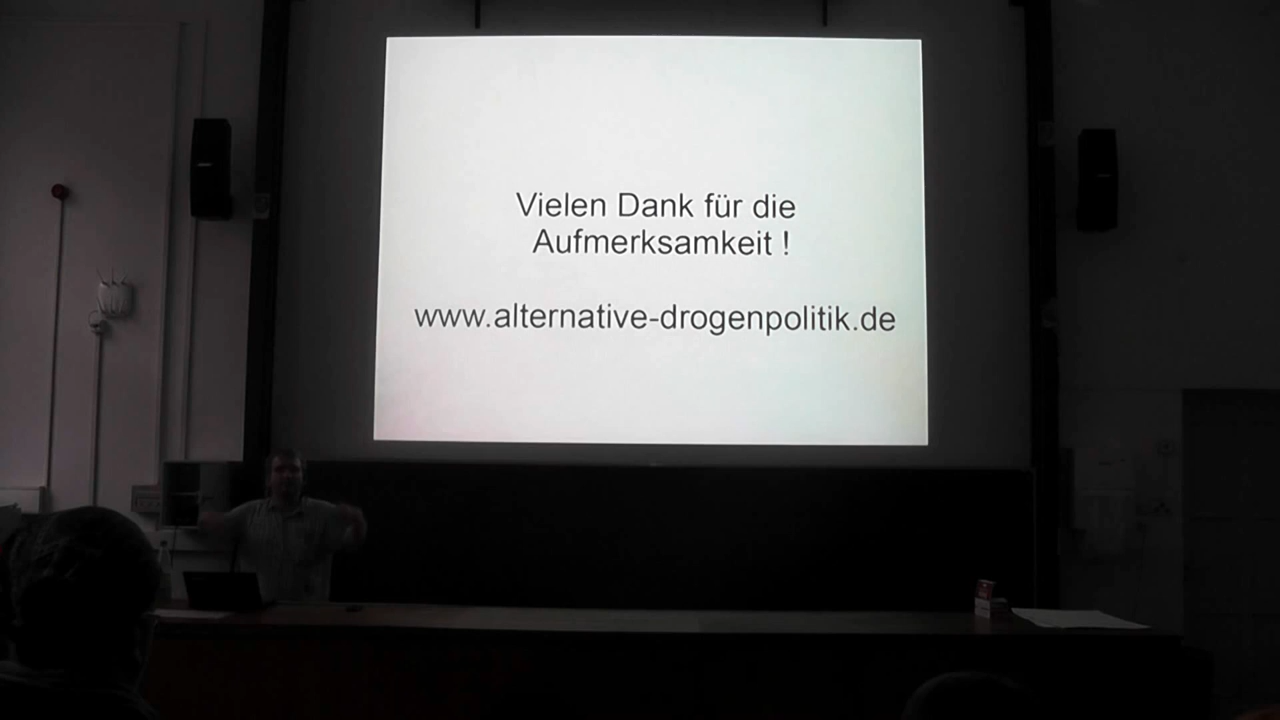 Vielen Dank für die
Aufmerksamkeit !
www.alternative-drogenpolitik.de